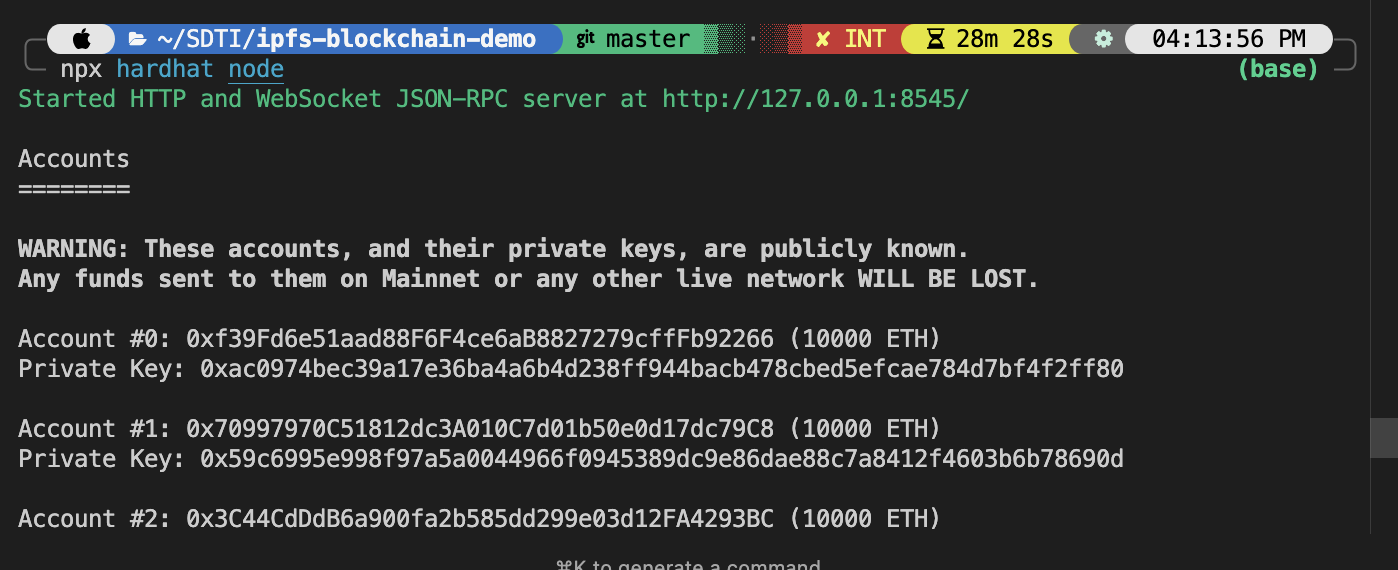 ~/SDTI/ipfs-blockchain-demo git master ✘ INT 28m 28s 04:13:56 PM
npx hardhat node (base)
Started HTTP and WebSocket JSON-RPC server at http://127.0.0.1:8545/
Accounts
========
WARNING: These accounts, and their private keys, are publicly known.
Any funds sent to them on Mainnet or any other live network WILL BE LOST.
Account #0: 0xf39Fd6e51aad88F6F4ce6aB8827279cffFb92266 (10000 ETH)
Private Key: 0xac0974bec39a17e36ba4a6b4d238ff944bacb478cbed5efcae784d7bf4f2ff80
Account #1: 0x70997970C51812dc3A010C7d01b50e0d17dc79C8 (10000 ETH)
Private Key: 0x59c6995e998f97a5a0044966f0945389dc9e86dae88c7a8412f4603b6b78690d
Account #2: 0x3C44CdDdB6a900fa2b585dd299e03d12FA4293BC (10000 ETH)
⌘K to generate a command